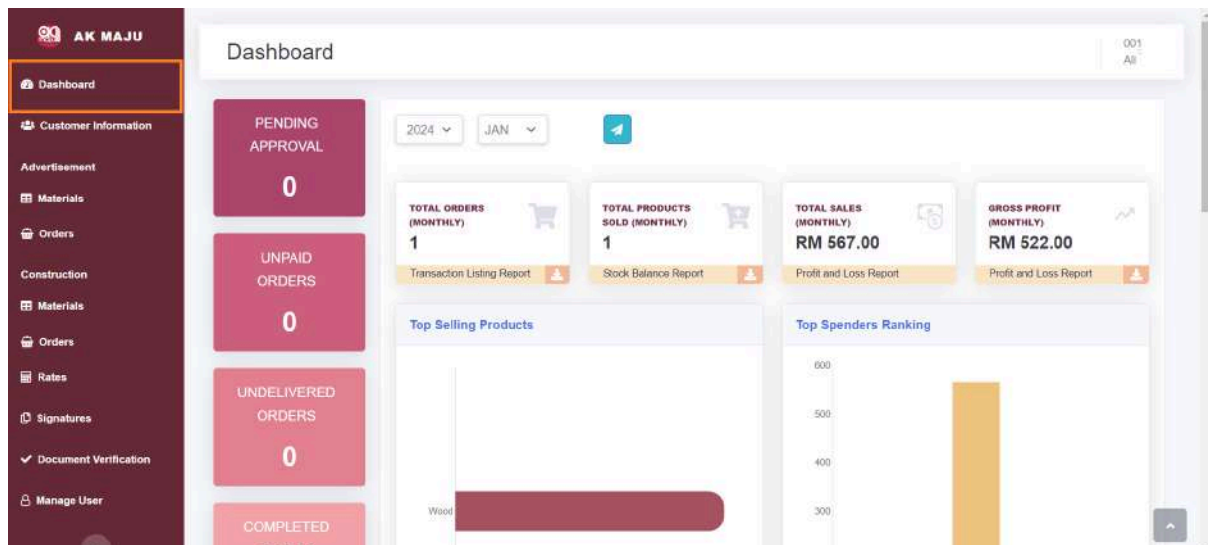 AK MAJU
Dashboard
Customer Information
Advertisement
Materials
Orders
Construction
Materials
Orders
Rates
Signatures
Document Verification
Manage User
Dashboard
001
All
PENDING
APPROVAL
0
UNPAID
ORDERS
0
UNDELIVERED
ORDERS
0
COMPLETED
2024
JAN
TOTAL ORDERS
(MONTHLY)
1
Transaction Listing Report
TOTAL PRODUCTS
SOLD (MONTHLY)
1
Stock Balance Report
TOTAL SALES
(MONTHLY)
RM 567.00
Profit and Loss Report
GROSS PROFIT
(MONTHLY)
RM 522.00
Profit and Loss Report
Top Selling Products
Wood
Top Spenders Ranking
600
500
400
300